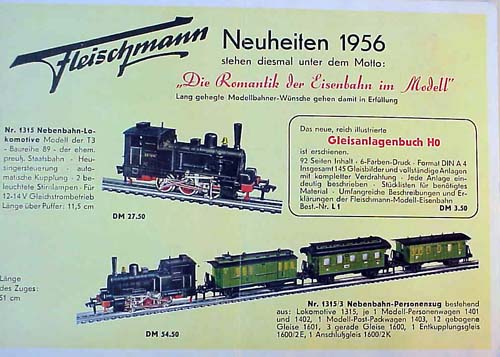 Fleischmann
Neuheiten 1956
stehen diesmal unter dem Motto:
„Die Romantik der Eisenbahn im Modell"
Lang gehegte Modellbahner-Wünsche gehen damit in Erfüllung
Nr. 1315 Nebenbahn-Lo-
komotive Modell der T3
- Baureihe 89 - der ehem.
preuß. Staatsbahn · Heu-
singersteuerung · auto-
matische Kupplung · 2 be-
leuchtete Stirnlampen · Für
12-14 V Gleichstrombetrieb
Länge über Puffer: 11,5 cm
DM 27.50
Das neue, reich illustrierte
Gleisanlagenbuch H0
ist erschienen.
92 Seiten Inhalt · 6-Farben-Druck · Format DIN A 4
Insgesamt 145 Gleisbilder und vollständige Anlagen
mit kompletter Verdrahtung · Jede Anlage ein-
deutig beschrieben · Stücklisten für benötigtes
Material · Umfangreiche Beschreibungen und Er-
klärungen der Fleischmann-Modell-Eisenbahn
Best.-Nr. L 1 DM 3.50
Länge
des Zuges:
51 cm
DM 54.50
Nr. 1315/3 Nebenbahn-Personenzug bestehend
aus: Lokomotive 1315, je 1 Modell-Personenwagen 1401
und 1402, 1 Modell-Post-Packwagen 1403, 12 gebogene
Gleise 1601, 3 gerade Gleise 1600, 1 Entkupplungsgleis
1600/2E, 1 Anschlußgleis 1600/2K